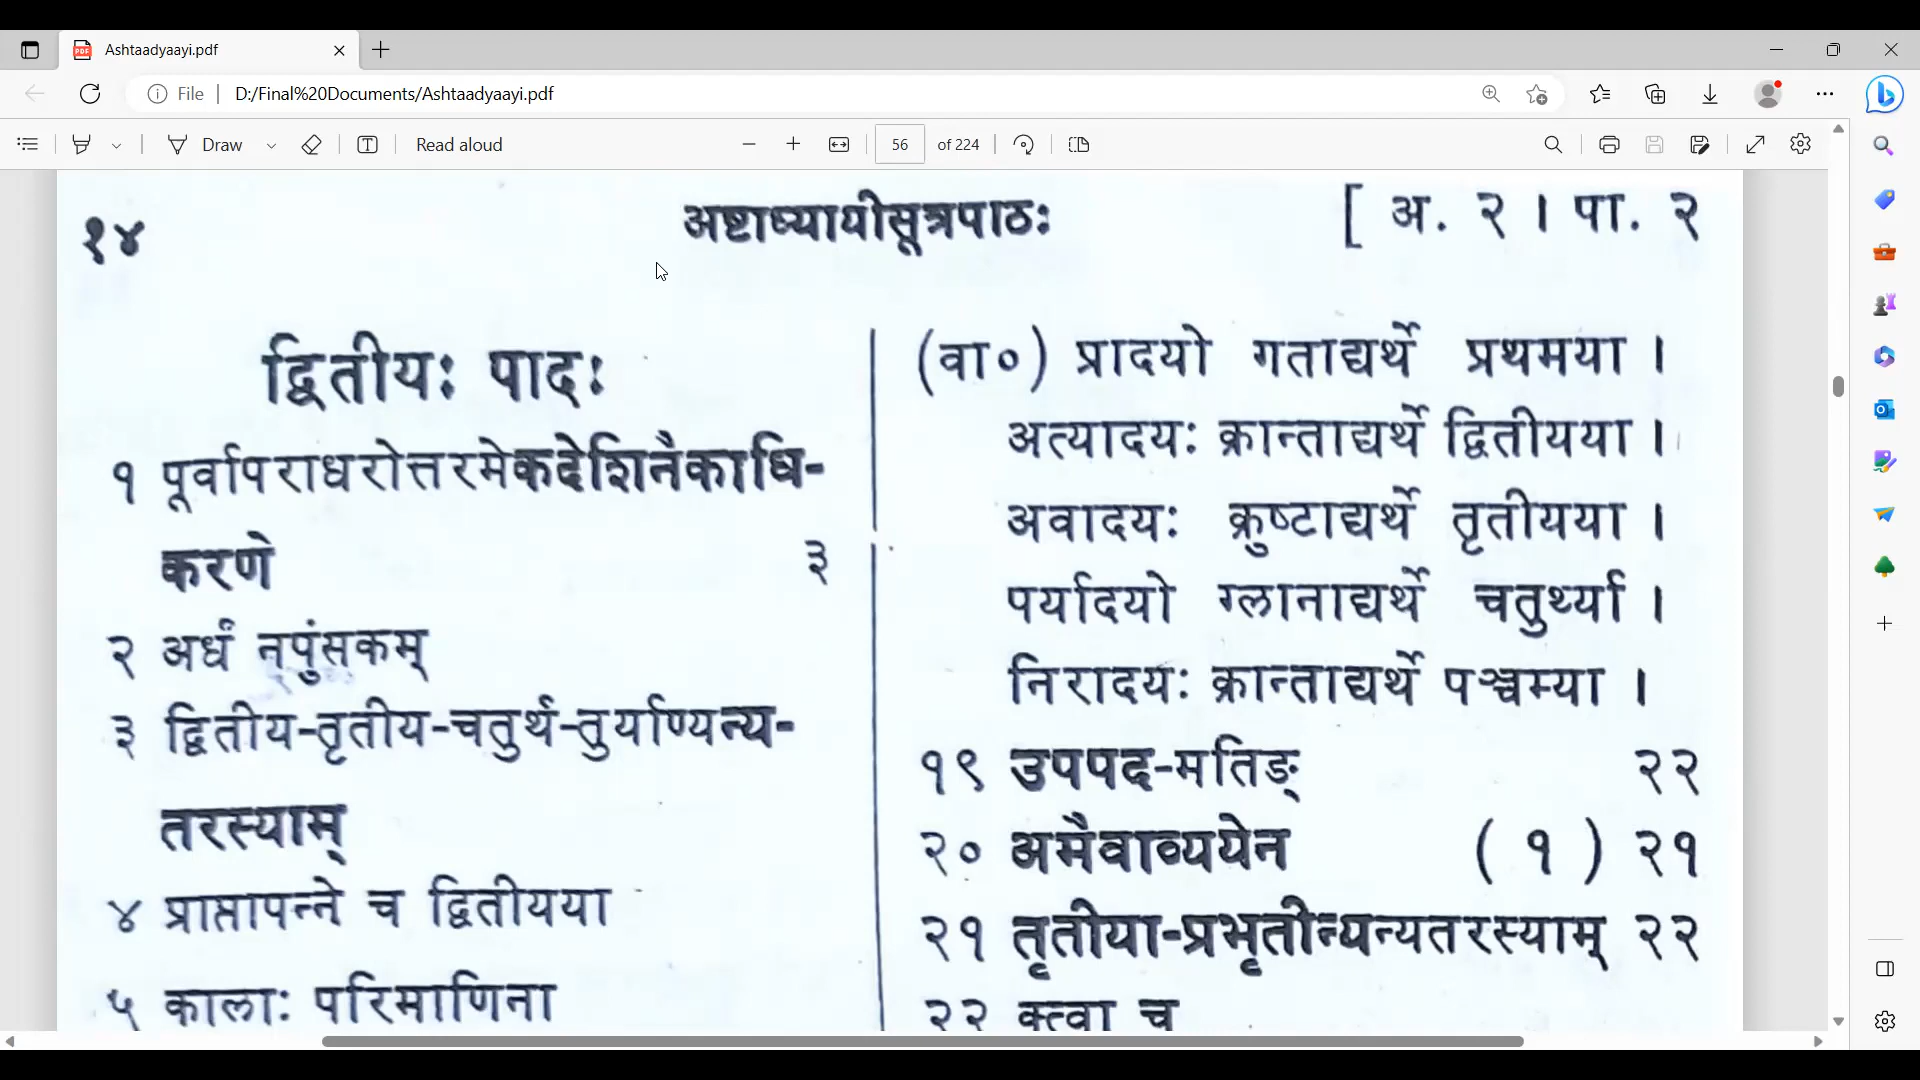 Ashtaadyaayi.pdf
File
D:/Final%20Documents/Ashtaadyaayi.pdf
Draw
Read aloud
56 of 224
१४ अष्टाध्यायीसूत्रपाठः [ अ. २ । पा. २
द्वितीयः पादः
१ पूर्वापराधरोत्तरमेकदेशिनैकाधि-
करणे ३
२ अर्धं नपुंसकम्
३ द्वितीय-तृतीय-चतुर्थ-तुर्याण्यन्य-
तरस्याम्
४ प्राप्तापन्ने च द्वितीयया
५ कालाः परिमाणिना
(वा०) प्रादयो गताद्यर्थे प्रथमया ।
अत्यादयः क्रान्ताद्यर्थे द्वितीयया ।
अवादयः क्रुष्टाद्यर्थे तृतीयया ।
पर्यादयो ग्लानाद्यर्थे चतुर्थ्या ।
निरादयः क्रान्ताद्यर्थे पञ्चम्या ।
१९ उपपद-मतिङ् २२
२० अमैवाव्ययेन ( १ ) २१
२१ तृतीया-प्रभृतीन्यन्यतरस्याम् २२
२२ क्त्वा च